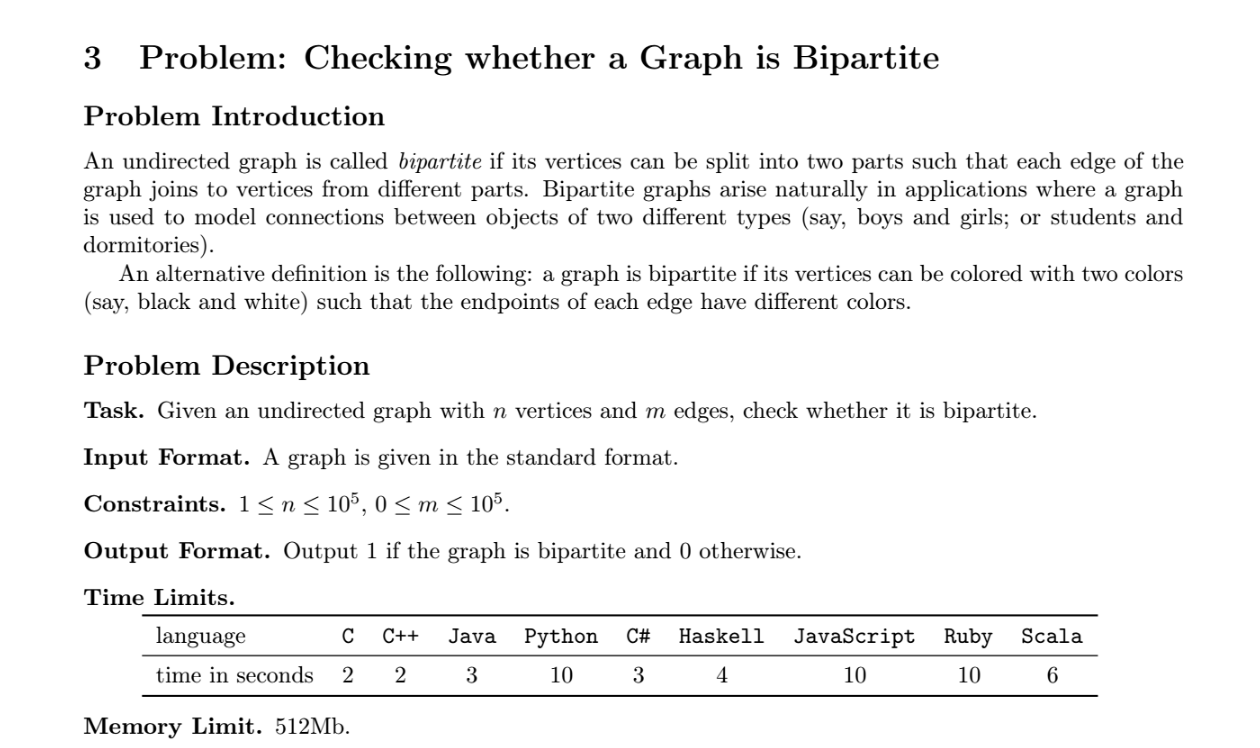 3 Problem: Checking whether a Graph is Bipartite
Problem Introduction
An undirected graph is called bipartite if its vertices can be split into two parts such that each edge of the
graph joins to vertices from different parts. Bipartite graphs arise naturally in applications where a graph
is used to model connections between objects of two different types (say, boys and girls; or students and
dormitories).
An alternative definition is the following: a graph is bipartite if its vertices can be colored with two colors
(say, black and white) such that the endpoints of each edge have different colors.
Problem Description
Task. Given an undirected graph with n vertices and m edges, check whether it is bipartite.
Input Format. A graph is given in the standard format.
Constraints. 1 ≤ n ≤ 10⁵, 0 ≤ m ≤ 10⁵.
Output Format. Output 1 if the graph is bipartite and 0 otherwise.
Time Limits.
language C C++ Java Python C# Haskell JavaScript Ruby Scala
time in seconds 2 2 3 10 3 4 10 10 6
Memory Limit. 512Mb.